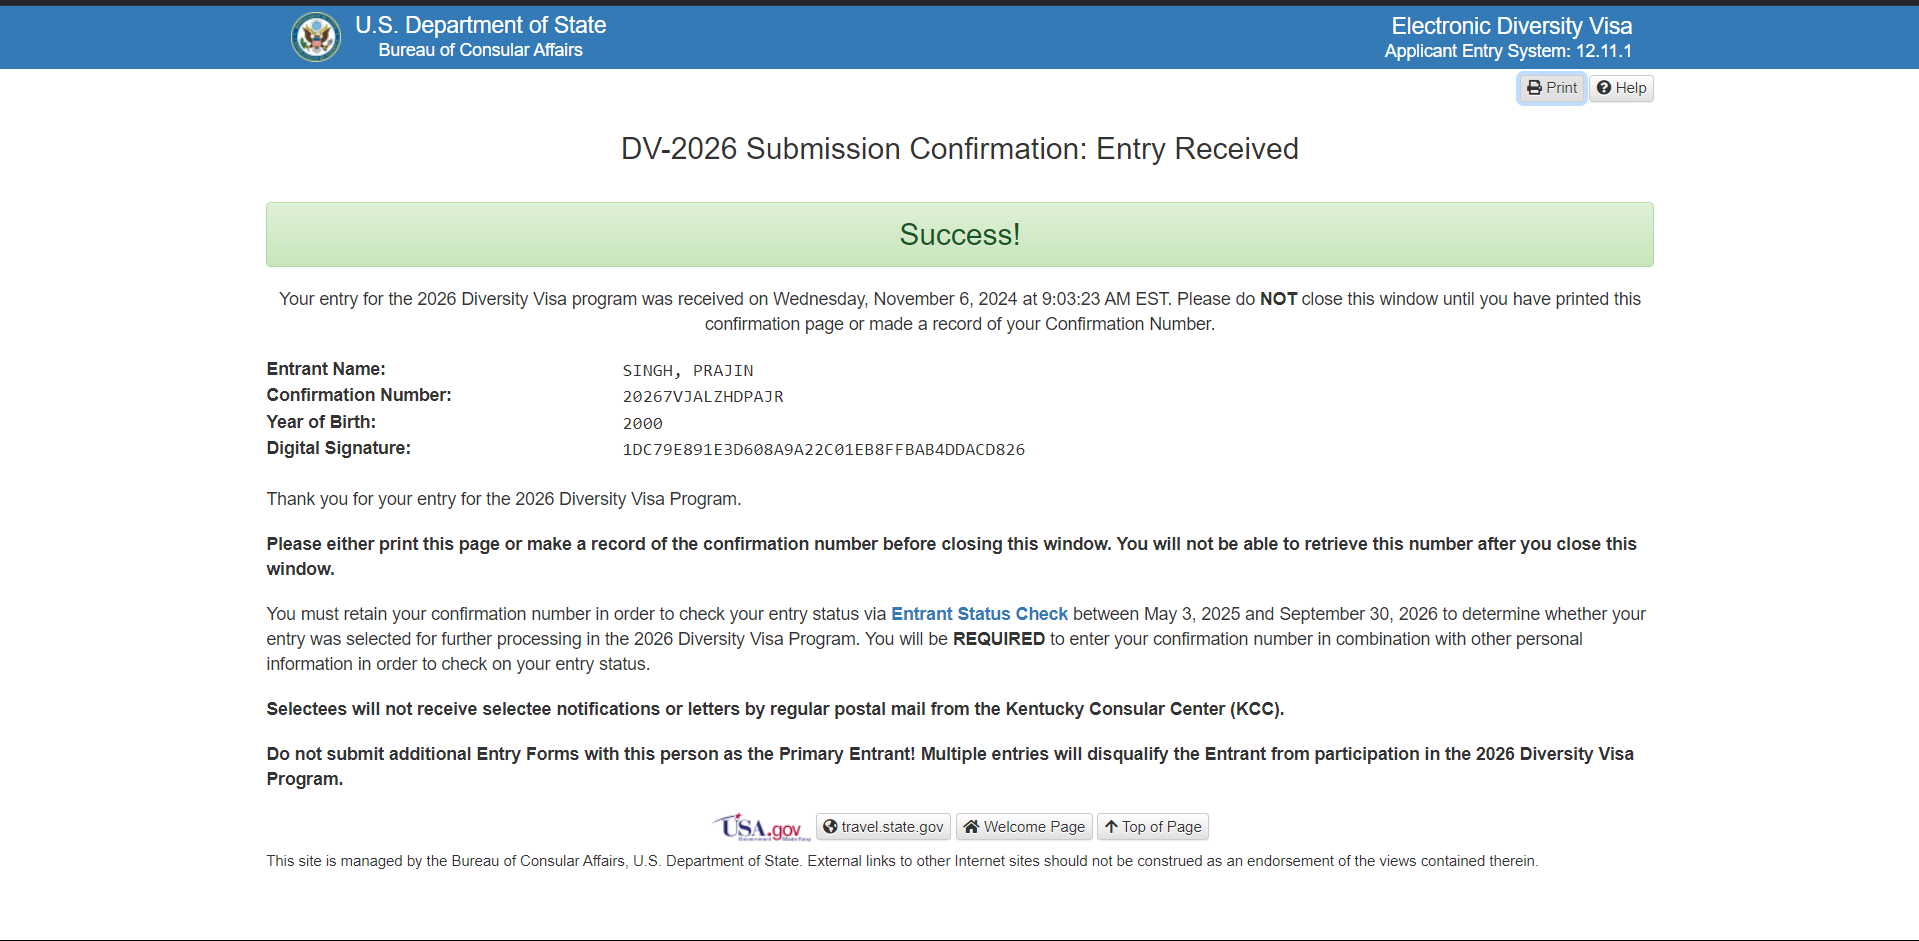 U.S. Department of State
Bureau of Consular Affairs
Electronic Diversity Visa
Applicant Entry System: 12.11.1
Print
Help
DV-2026 Submission Confirmation: Entry Received
Success!
Your entry for the 2026 Diversity Visa program was received on Wednesday, November 6, 2024 at 9:03:23 AM EST. Please do NOT close this window until you have printed this
confirmation page or made a record of your Confirmation Number.
Entrant Name: SINGH, PRAJIN
Confirmation Number: 20267VJALZHDPAJR
Year of Birth: 2000
Digital Signature: 1DC79E891E3D608A9A22C01EB8FFBAB4DDACD826
Thank you for your entry for the 2026 Diversity Visa Program.
Please either print this page or make a record of the confirmation number before closing this window. You will not be able to retrieve this number after you close this
window.
You must retain your confirmation number in order to check your entry status via Entrant Status Check between May 3, 2025 and September 30, 2026 to determine whether your
entry was selected for further processing in the 2026 Diversity Visa Program. You will be REQUIRED to enter your confirmation number in combination with other personal
information in order to check on your entry status.
Selectees will not receive selectee notifications or letters by regular postal mail from the Kentucky Consular Center (KCC).
Do not submit additional Entry Forms with this person as the Primary Entrant! Multiple entries will disqualify the Entrant from participation in the 2026 Diversity Visa
Program.
USA.gov
travel.state.gov
Welcome Page
Top of Page
This site is managed by the Bureau of Consular Affairs, U.S. Department of State. External links to other Internet sites should not be construed as an endorsement of the views contained therein.